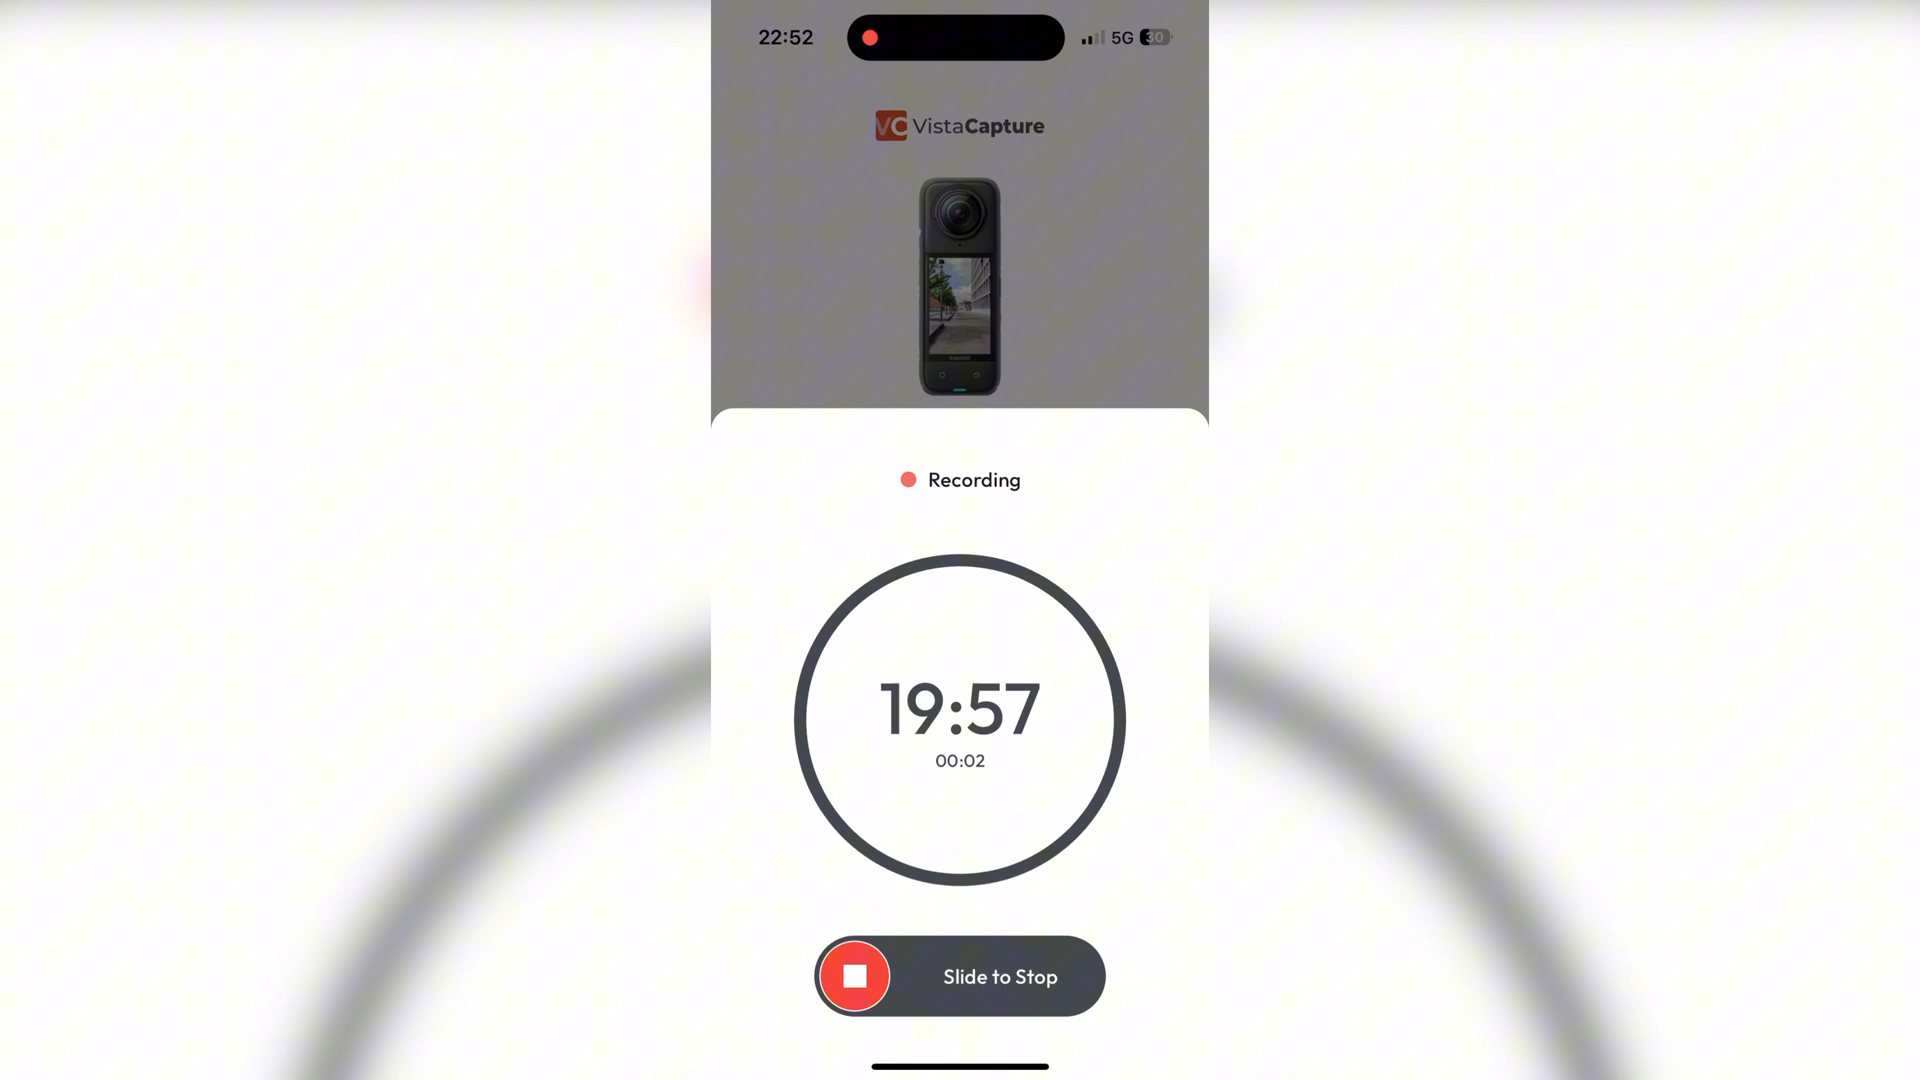 22:52
5G 30
VC VistaCapture
Recording
19:57
00:02
Slide to Stop